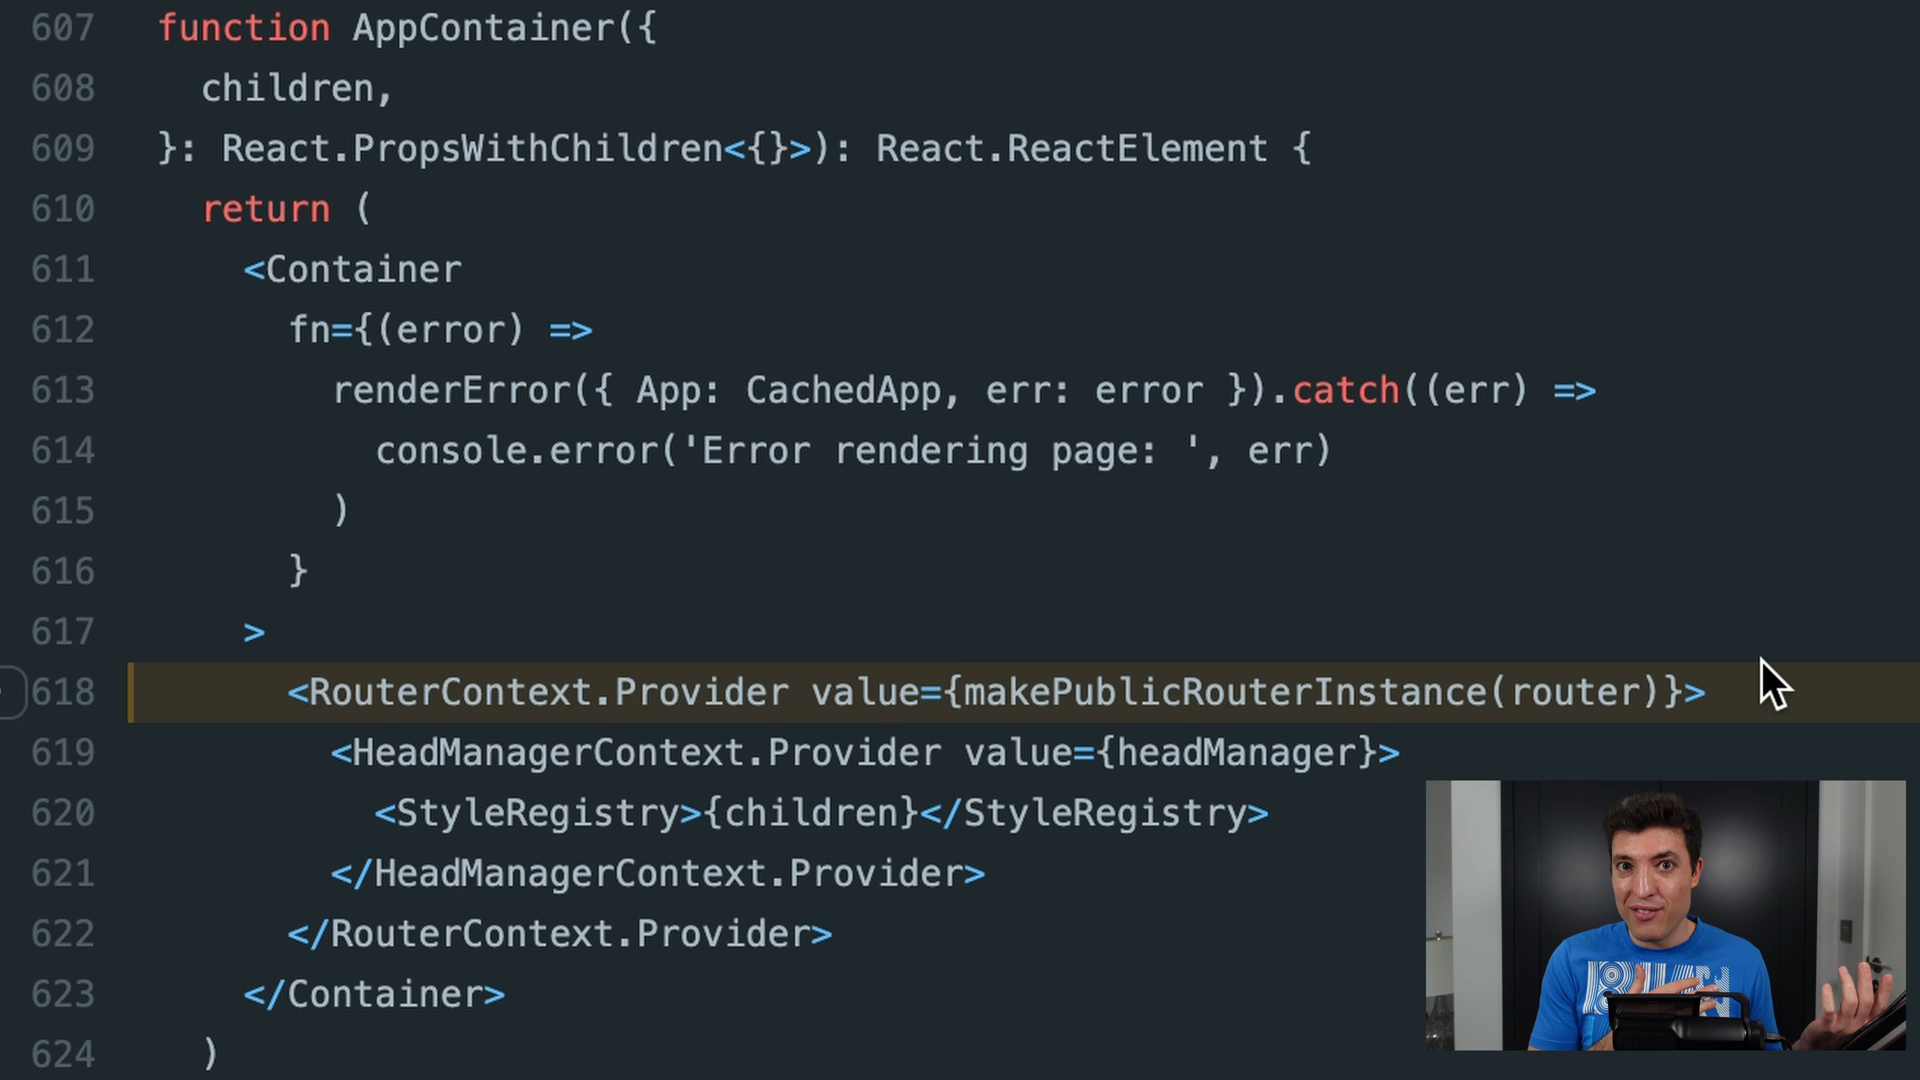 607 function AppContainer({
608 children,
609 }: React.PropsWithChildren<{}>): React.ReactElement {
610 return (
611 <Container
612 fn={(error) =>
613 renderError({ App: CachedApp, err: error }).catch((err) =>
614 console.error('Error rendering page: ', err)
615 )
616 }
617 >
618 <RouterContext.Provider value={makePublicRouterInstance(router)}>
619 <HeadManagerContext.Provider value={headManager}>
620 <StyleRegistry>{children}</StyleRegistry>
621 </HeadManagerContext.Provider>
622 </RouterContext.Provider>
623 </Container>
624 )